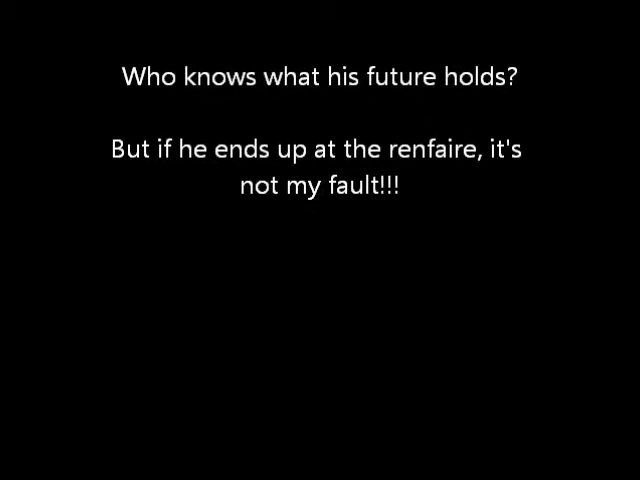 Who knows what his future holds?
But if he ends up at the renfaire, it's
not my fault!!!